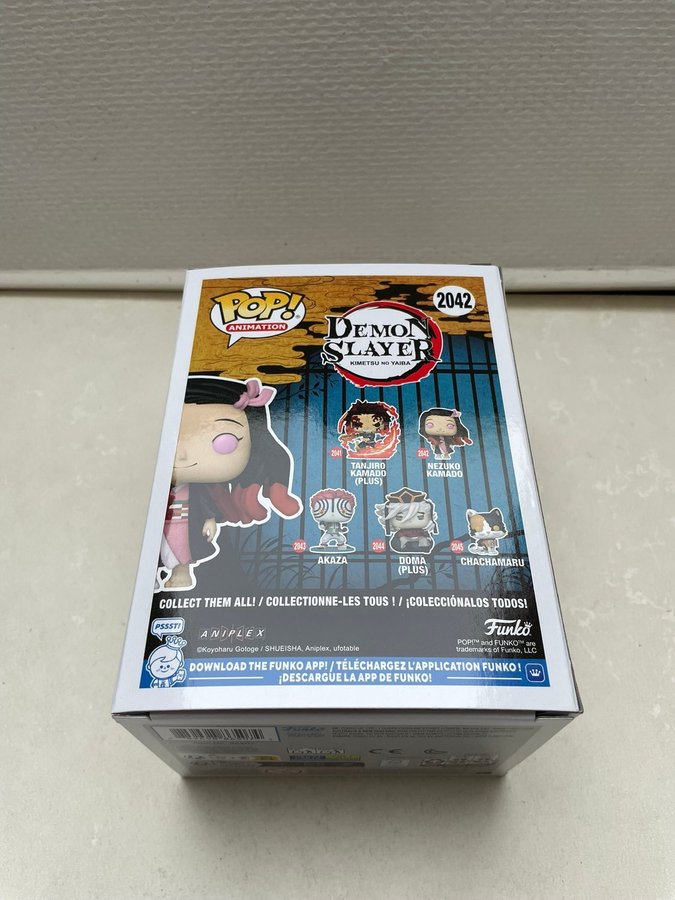 POP!
ANIMATION
2042
DEMON
SLAYER
KIMETSU NO YAIBA
2041
TANJIRO
KAMADO
(PLUS)
2042
NEZUKO
KAMADO
2043
AKAZA
2044
DOMA
(PLUS)
2045
CHACHAMARU
COLLECT THEM ALL! / COLLECTIONNE-LES TOUS ! / ¡COLECCIÓNALOS TODOS!
PSSST!
ANIPLEX
©Koyoharu Gotoge / SHUEISHA, Aniplex, ufotable
Funko
POP!™ and FUNKO™ are
trademarks of Funko, LLC
DOWNLOAD THE FUNKO APP! / TÉLÉCHARGEZ L'APPLICATION FUNKO !
¡DESCARGUE LA APP DE FUNKO!
Funko
CE